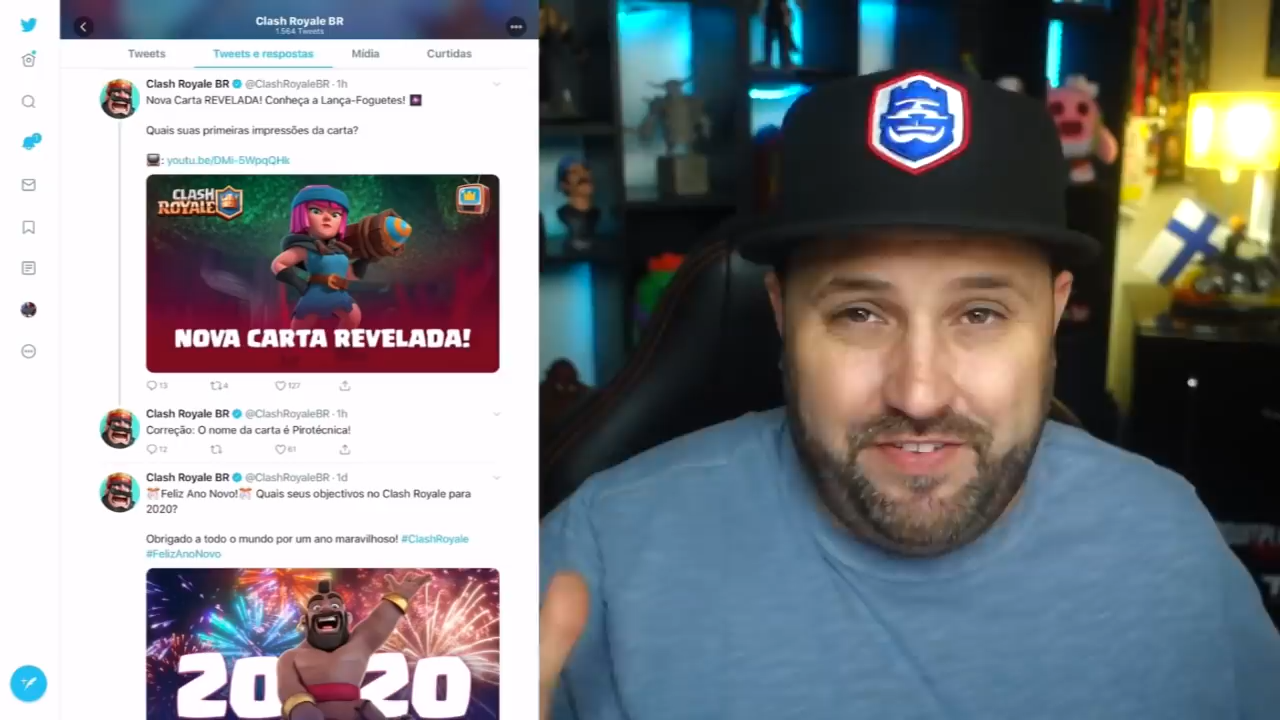 Clash Royale BR
1.564 Tweets
Tweets
Tweets e respostas
Mídia
Curtidas
Clash Royale BR @ClashRoyaleBR · 1h
Nova Carta REVELADA! Conheça a Lança-Foguetes!
Quais suas primeiras impressões da carta?
: youtu.be/DMi-5WpqQHk
CLASH
ROYALE
NOVA CARTA REVELADA!
13
4
127
Clash Royale BR @ClashRoyaleBR · 1h
Correção: O nome da carta é Pirotécnica!
12
61
Clash Royale BR @ClashRoyaleBR · 1d
Feliz Ano Novo! Quais seus objectivos no Clash Royale para
2020?
Obrigado a todo o mundo por um ano maravilhoso! #ClashRoyale
#FelizAnoNovo
2020